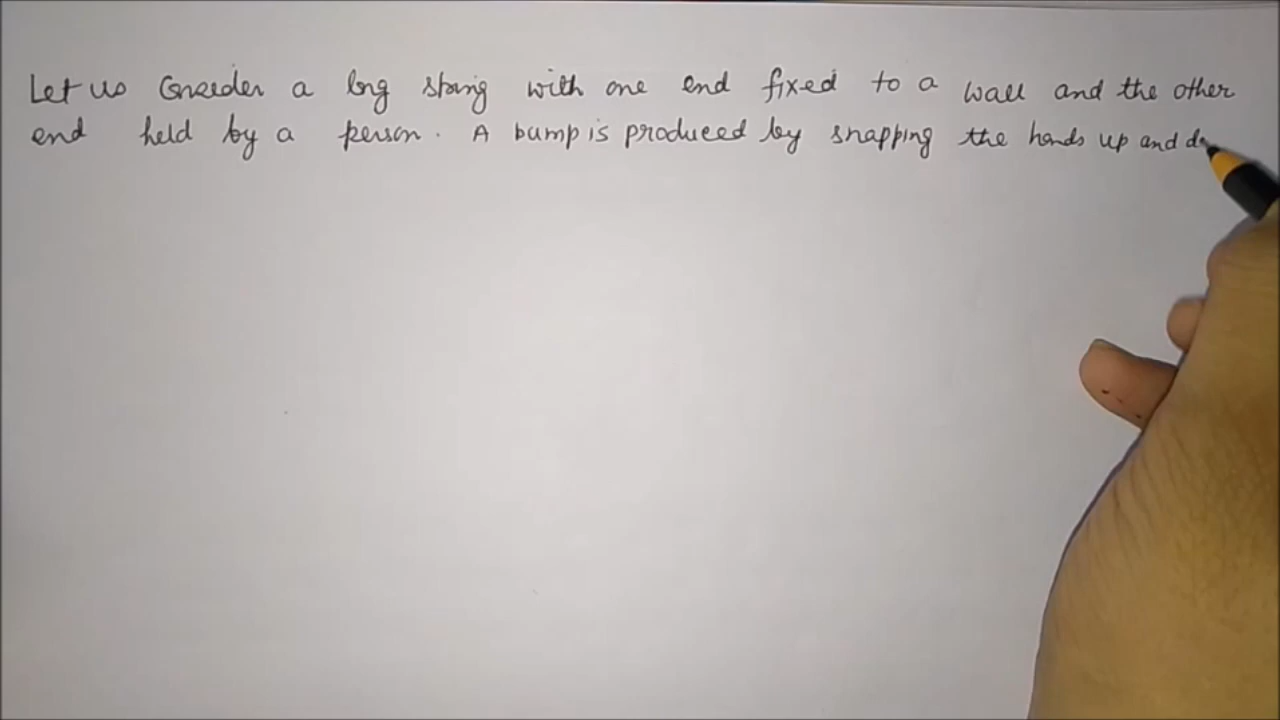 Let us Consider a long string with one end fixed to a wall and the other
end held by a person. A bump is produced by snapping the hands up and do